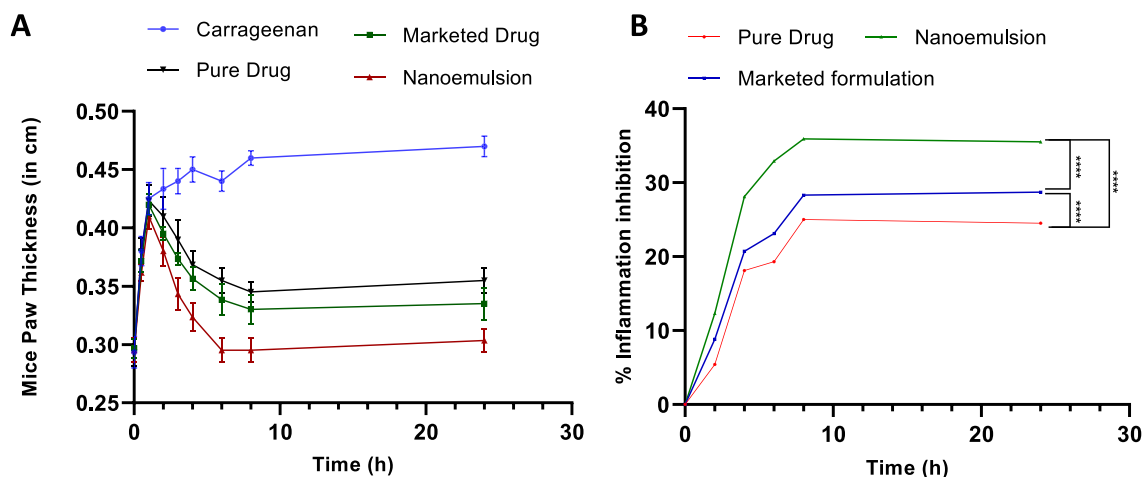 A
Carrageenan
Marketed Drug
Pure Drug
Nanoemulsion
Mice Paw Thickness (in cm)
0.50
0.45
0.40
0.35
0.30
0.25
0
10
20
30
Time (h)
B
Pure Drug
Nanoemulsion
Marketed formulation
% Inflammation inhibition
40
30
20
10
0
0
10
20
30
Time (h)
****
****
****